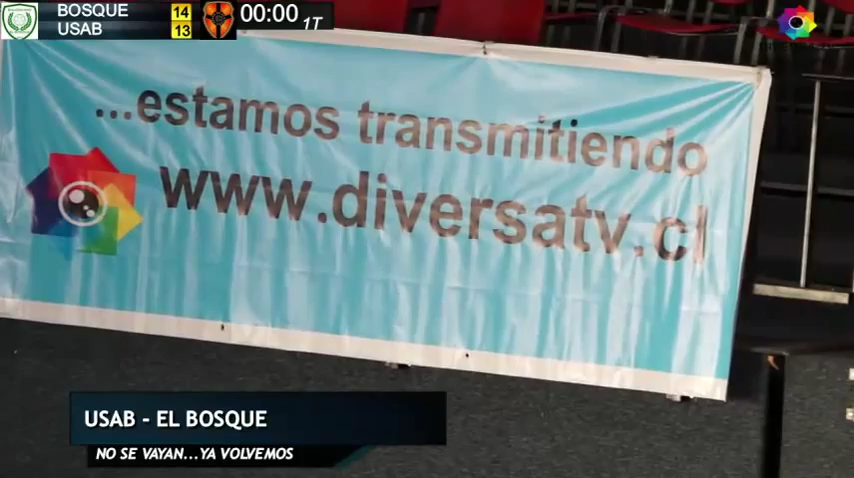 BOSQUE 14
USAB 13
00:00 1T
...estamos transmitiendo
www.diversatv.cl
USAB - EL BOSQUE
NO SE VAYAN...YA VOLVEMOS